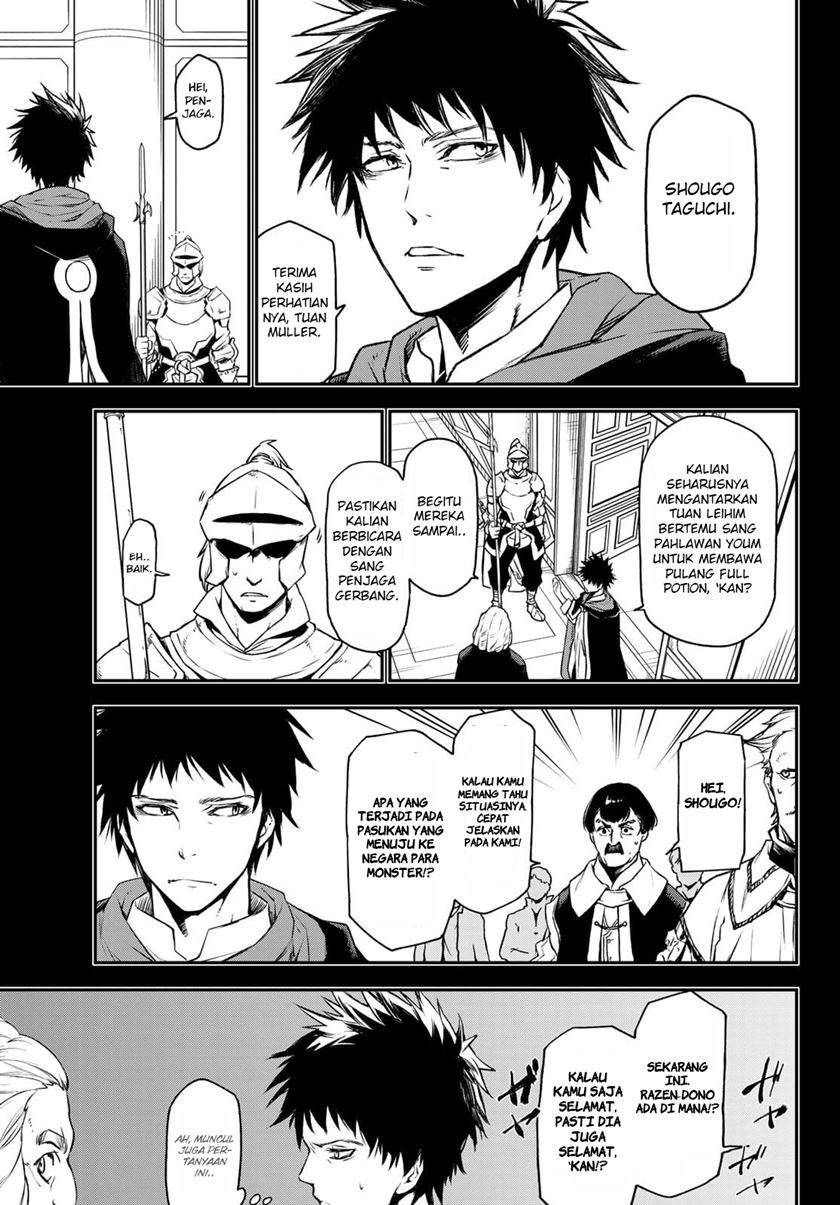 SHOUGO
TAGUCHI.
TERIMA
KASIH
PERHATIAN
NYA, TUAN
MULLER.
HEI,
PEN-
JAGA.
KALIAN
SEHARUSNYA
MENGANTARKAN
TUAN LEIHIM
BERTEMU SANG
PAHLAWAN YOUM
UNTUK MEMBAWA
PULANG FULL
POTION, 'KAN?
BEGITU
MEREKA
SAMPAI..
PASTIKAN
KALIAN
BERBICARA
DENGAN
SANG
PENJAGA
GERBANG.
EH..
BAIK.
HEI,
SHOUGO!
KALAU KAMU
MEMANG TAHU
SITUASINYA,
CEPAT
JELASKAN
PADA KAMI!
APA YANG
TERJADI PADA
PASUKAN YANG
MENUJU KE
NEGARA PARA
MONSTER!?
SEKARANG
INI,
RAZEN-DONO
ADA DI MANA!?
KALAU
KAMU SAJA
SELAMAT,
PASTI DIA
JUGA
SELAMAT,
'KAN!?
ザワ
ザワ
AH, MUNCUL
JUGA PER-
TANYAAN
INI..